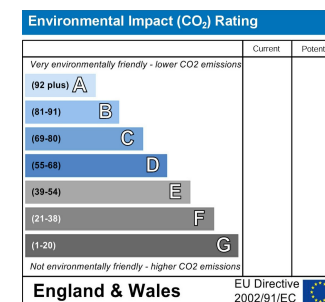 Environmental Impact (CO₂) Rating
Current Potent
Very environmentally friendly - lower CO2 emissions
(92 plus) A
(81-91) B
(69-80) C
(55-68) D
(39-54) E
(21-38) F
(1-20) G
Not environmentally friendly - higher CO2 emissions
England & Wales
EU Directive
2002/91/EC